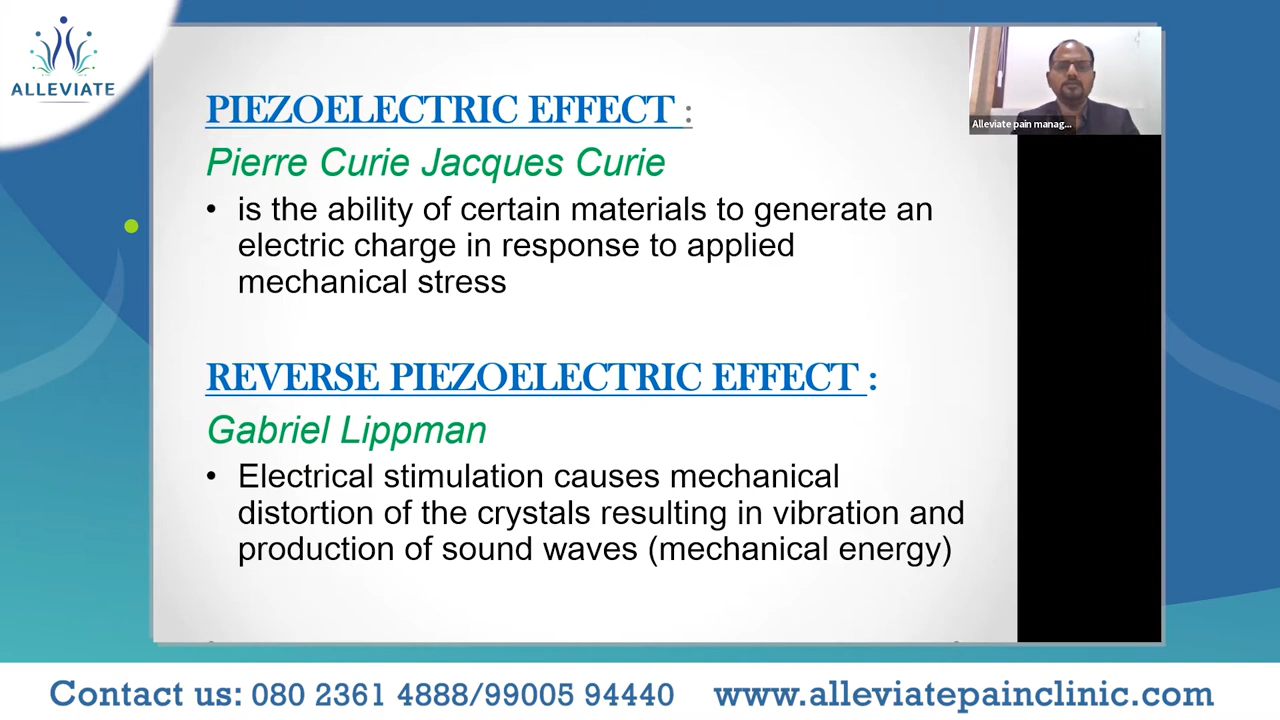 ALLEVIATE
PIEZOELECTRIC EFFECT :
Pierre Curie Jacques Curie
• is the ability of certain materials to generate an
electric charge in response to applied
mechanical stress
REVERSE PIEZOELECTRIC EFFECT :
Gabriel Lippman
• Electrical stimulation causes mechanical
distortion of the crystals resulting in vibration and
production of sound waves (mechanical energy)
Alleviate pain manag...
Contact us: 080 2361 4888/99005 94440 www.alleviatepainclinic.com